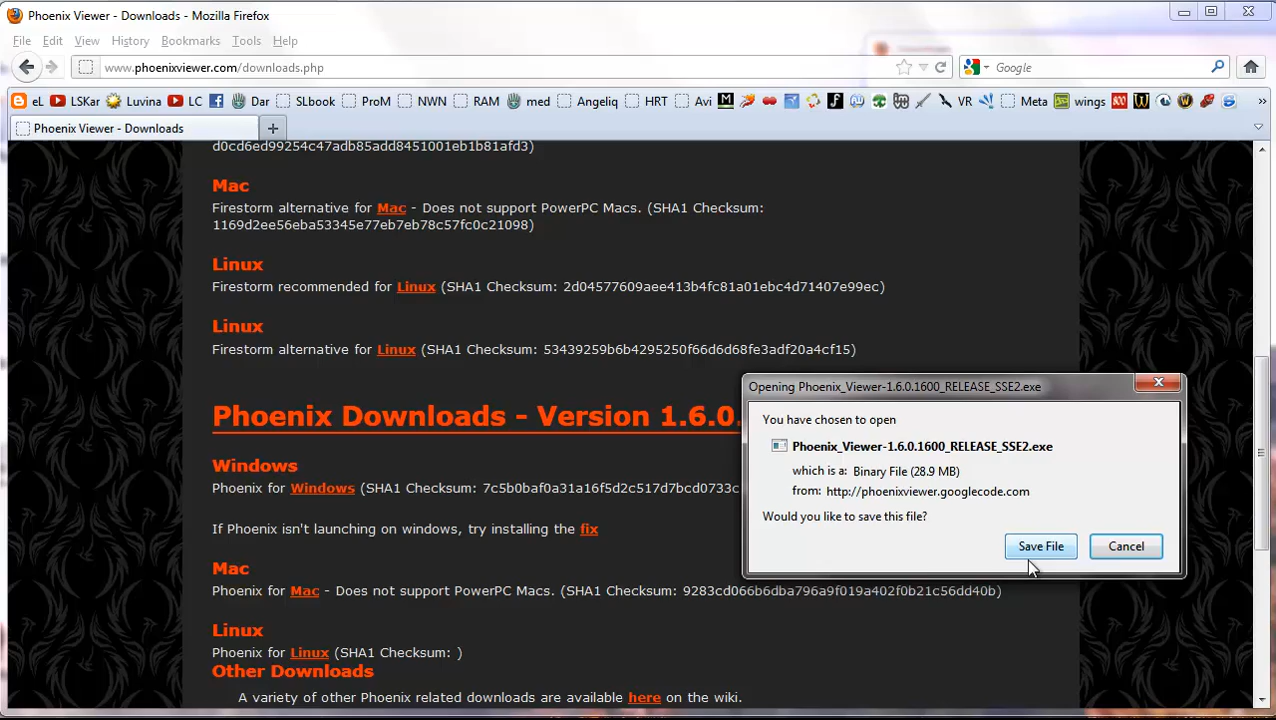 Phoenix Viewer - Downloads - Mozilla Firefox
File Edit View History Bookmarks Tools Help
www.phoenixviewer.com/downloads.php Google
eL LSKar Luvina LC Dar SLbook ProM NWN RAM med Angeliq HRT Avi VR Meta wings
Phoenix Viewer - Downloads
d0cd6ed99254c47adb85add8451001eb1b81afd3)
Mac
Firestorm alternative for Mac - Does not support PowerPC Macs. (SHA1 Checksum:
1169d2ee56eba53345e77eb7eb78c57fc0c21098)
Linux
Firestorm recommended for Linux (SHA1 Checksum: 2d04577609aee413b4fc81a01ebc4d71407e99ec)
Linux
Firestorm alternative for Linux (SHA1 Checksum: 53439259b6b4295250f66d6d68fe3adf20a4cf15)
Phoenix Downloads - Version 1.6.0.
Windows
Phoenix for Windows (SHA1 Checksum: 7c5b0baf0a31a16f5d2c517d7bcd0733c
If Phoenix isn't launching on windows, try installing the fix
Mac
Phoenix for Mac - Does not support PowerPC Macs. (SHA1 Checksum: 9283cd066b6dba796a9f019a402f0b21c56dd40b)
Linux
Phoenix for Linux (SHA1 Checksum: )
Other Downloads
A variety of other Phoenix related downloads are available here on the wiki.
Opening Phoenix_Viewer-1.6.0.1600_RELEASE_SSE2.exe
You have chosen to open
Phoenix_Viewer-1.6.0.1600_RELEASE_SSE2.exe
which is a: Binary File (28.9 MB)
from: http://phoenixviewer.googlecode.com
Would you like to save this file?
Save File Cancel